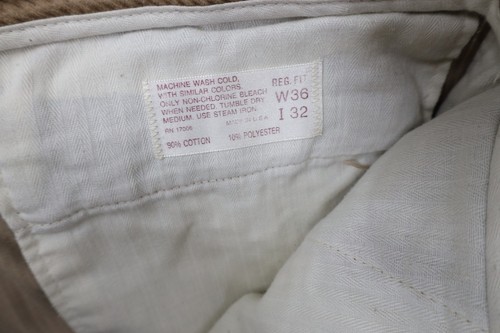 MACHINE WASH COLD,
WITH SIMILAR COLORS.
ONLY NON-CHLORINE BLEACH
WHEN NEEDED. TUMBLE DRY
MEDIUM. USE STEAM IRON.
RN 17006 MADE IN U.S.A.
90% COTTON 10% POLYESTER
REG. FIT
W36
I 32